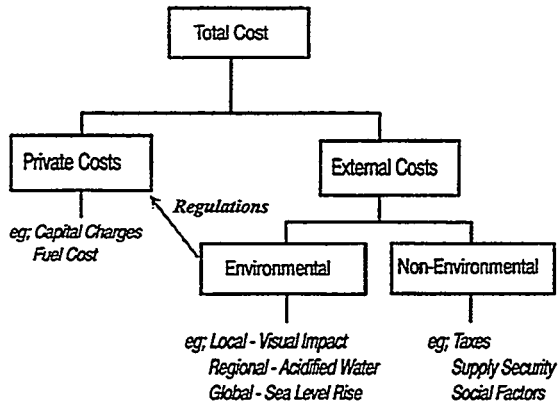 Total Cost
Private Costs
External Costs
Regulations
eg; Capital Charges
Fuel Cost
Environmental
Non-Environmental
eg; Local - Visual Impact
Regional - Acidified Water
Global - Sea Level Rise
eg; Taxes
Supply Security
Social Factors